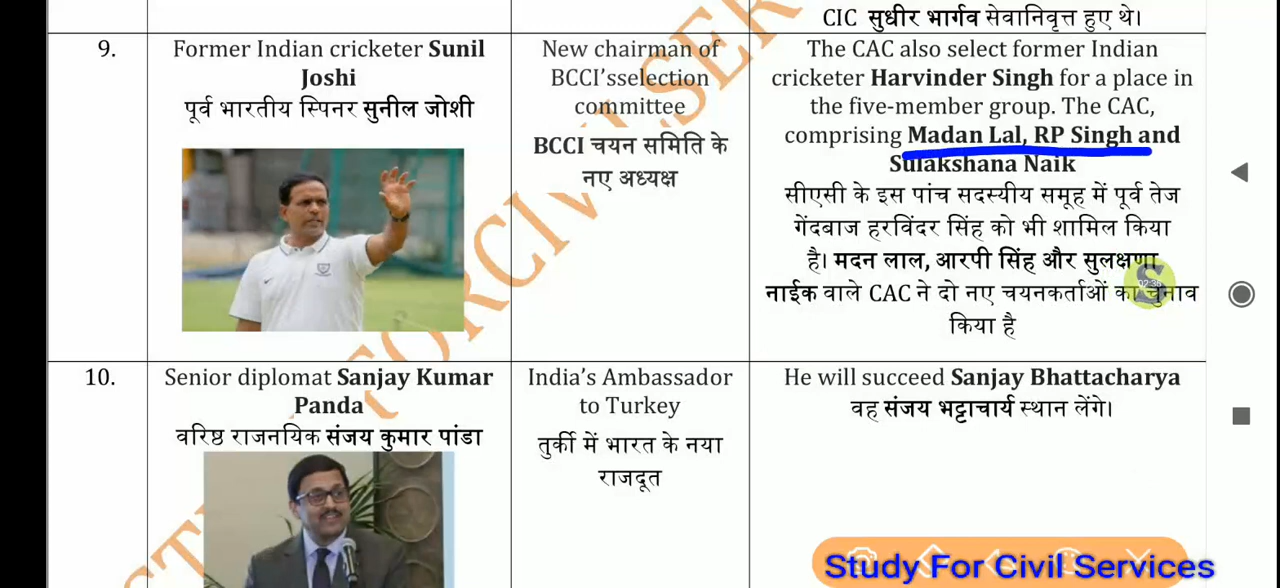 CIC सुधीर भार्गव सेवानिवृत्त हुए थे।
9.
Former Indian cricketer Sunil
Joshi
पूर्व भारतीय स्पिनर सुनील जोशी
New chairman of
BCCI'sselection
committee
BCCI चयन समिति के
नए अध्यक्ष
The CAC also select former Indian
cricketer Harvinder Singh for a place in
the five-member group. The CAC,
comprising Madan Lal, RP Singh and
Sulakshana Naik
सीएसी के इस पांच सदस्यीय समूह में पूर्व तेज
गेंदबाज हरविंदर सिंह को भी शामिल किया
है। मदन लाल, आरपी सिंह और सुलक्षणा
नाईक वाले CAC ने दो नए चयनकर्ताओं का चुनाव
किया है
10.
Senior diplomat Sanjay Kumar
Panda
वरिष्ठ राजनयिक संजय कुमार पांडा
India's Ambassador
to Turkey
तुर्की में भारत के नया
राजदूत
He will succeed Sanjay Bhattacharya
वह संजय भट्टाचार्य स्थान लेंगे।
Study For Civil Services